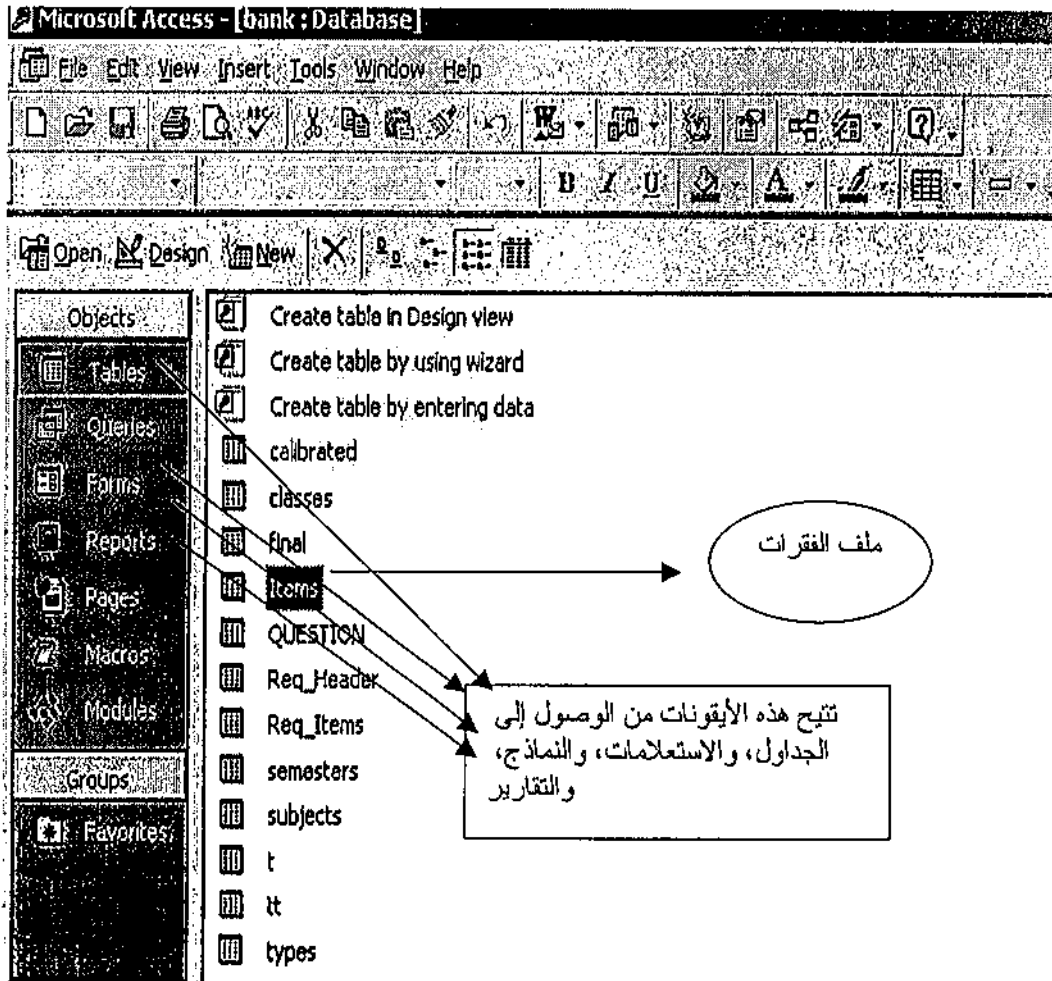 Microsoft Access - [bank : Database]
File Edit View Insert Tools Window Help
ABC
B I U A
Open Design New
Objects
Tables
Queries
Forms
Reports
Pages
Macros
Modules
Groups
Favorites
Create table in Design view
Create table by using wizard
Create table by entering data
calibrated
classes
final
Items
QUESTION
Req_Header
Req_Items
semesters
subjects
t
tt
types
ملف الفقرات
تتيح هذه الأيقونات من الوصول إلى
الجداول، والاستعلامات، والنماذج،
والتقارير